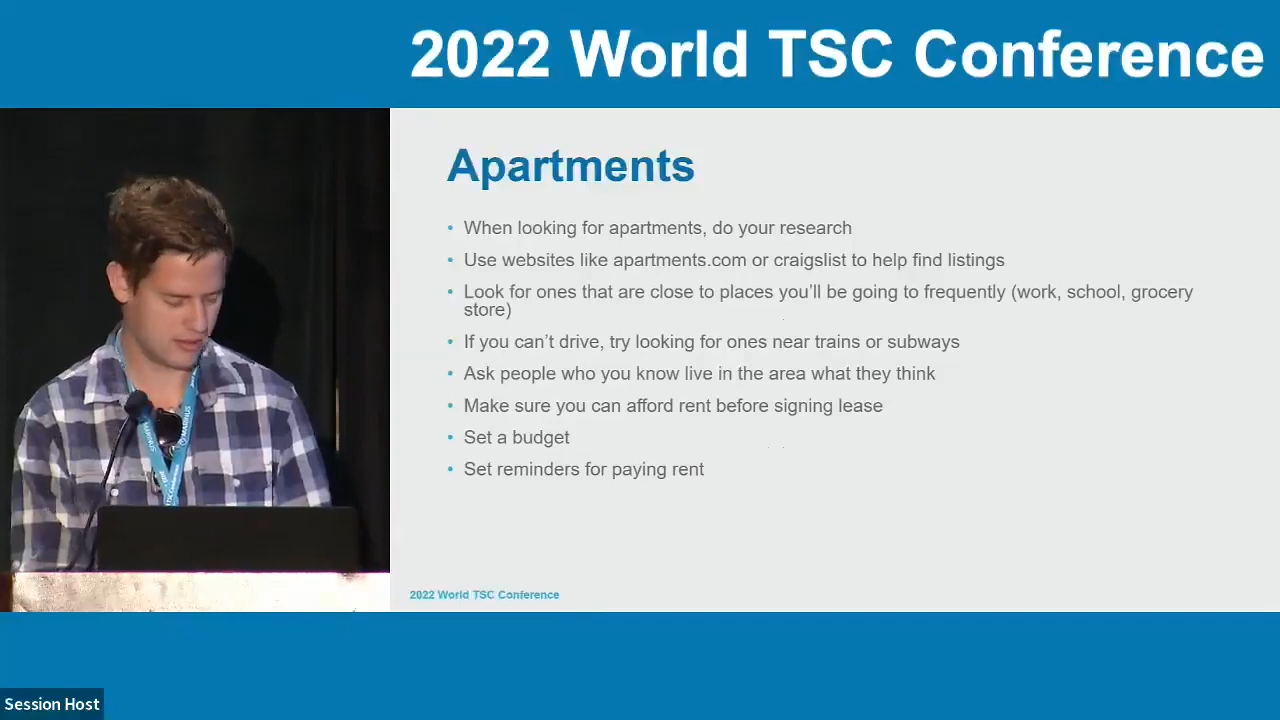 2022 World TSC Conference
Apartments
• When looking for apartments, do your research
• Use websites like apartments.com or craigslist to help find listings
• Look for ones that are close to places you’ll be going to frequently (work, school, grocery
store)
• If you can’t drive, try looking for ones near trains or subways
• Ask people who you know live in the area what they think
• Make sure you can afford rent before signing lease
• Set a budget
• Set reminders for paying rent
2022 World TSC Conference
Session Host